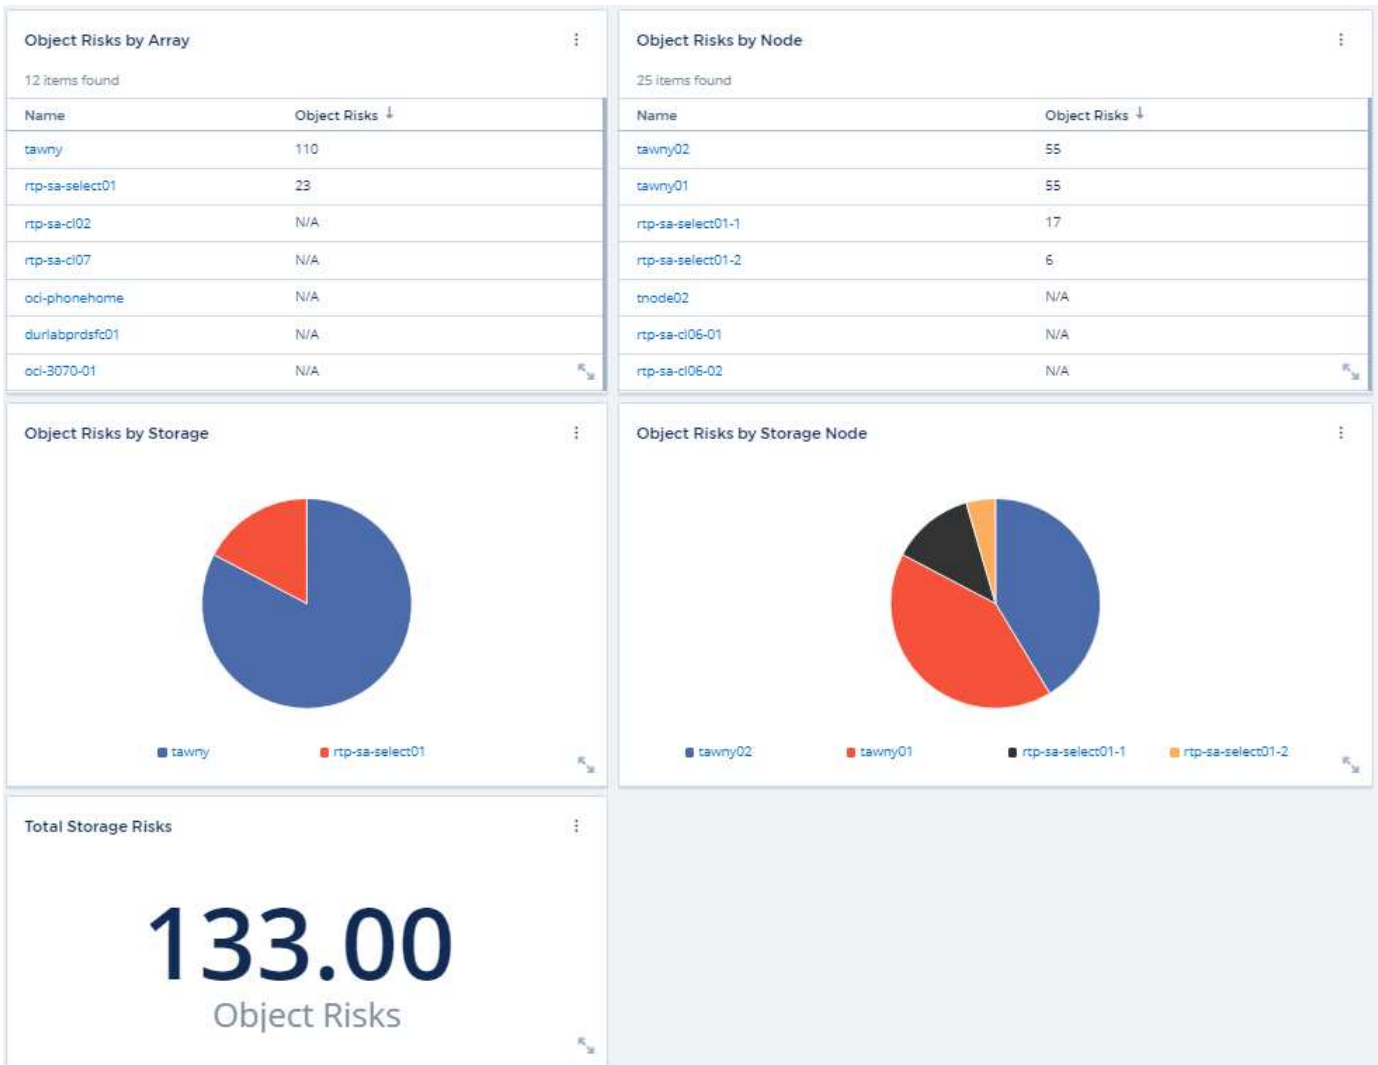 Object Risks by Array
12 items found
Name Object Risks ↓
tawny 110
rtp-sa-select01 23
rtp-sa-cl02 N/A
rtp-sa-cl07 N/A
oci-phonehome N/A
durlabprdsfc01 N/A
oci-3070-01 N/A
Object Risks by Node
25 items found
Name Object Risks ↓
tawny02 55
tawny01 55
rtp-sa-select01-1 17
rtp-sa-select01-2 6
tnode02 N/A
rtp-sa-cl06-01 N/A
rtp-sa-cl06-02 N/A
Object Risks by Storage
tawny rtp-sa-select01
Object Risks by Storage Node
tawny02 tawny01 rtp-sa-select01-1 rtp-sa-select01-2
Total Storage Risks
133.00
Object Risks